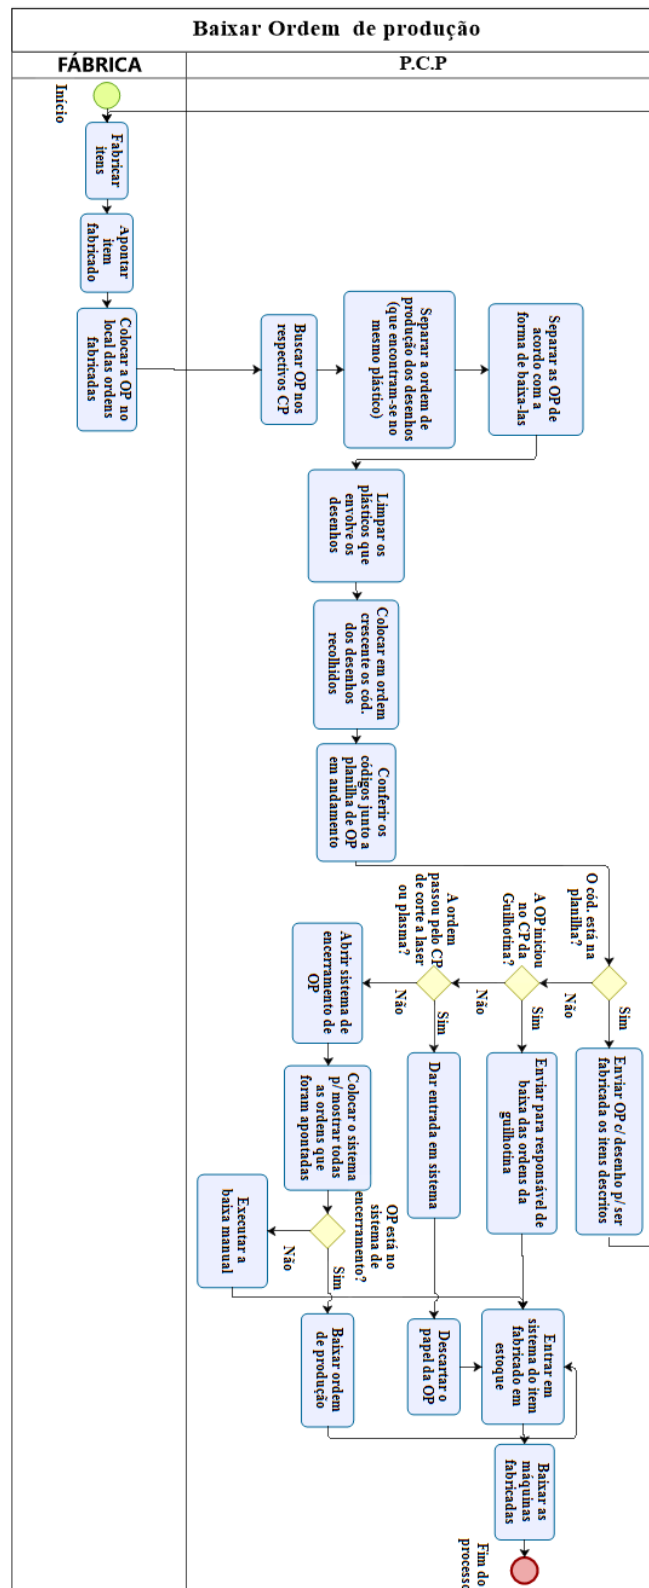 Baixar Ordem de produção
FÁBRICA
P.C.P
Início
Fabricar
itens
Apontar
item
fabricado
Colocar a OP no
local das ordens
fabricadas
Buscar OP nos
respectivos CP
Separar a ordem de
produção dos desenhos
(que encontram-se no
mesmo plástico)
Separar as OP de
acordo com a
forma de baixa-las
Limpar os
plásticos que
envolve os
desenhos
Colocar em ordem
crescente os cód.
dos desenhos
recolhidos
Conferir os
códigos junto a
planilha de OP
em andamento
O cód. está na
planilha?
Sim
Não
Enviar OP c/ desenho p/ ser
fabricada os itens descritos
A OP iniciou
no CP da
Guilhotina?
Sim
Não
Enviar para responsável de
baixa das ordens da
guilhotina
A ordem
passou pelo CP
de corte a laser
ou plasma?
Sim
Não
Dar entrada em sistema
Abrir sistema de
encerramento de
OP
Colocar o sistema
p/ mostrar todas
as ordens que
foram apontadas
OP está no
sistema de
encerramento?
Sim
Não
Executar a
baixa manual
Baixar ordem
de produção
Descartar o
papel da OP
Entrar em
sistema do item
fabricado em
estoque
Baixar as
máquinas
fabricadas
Fim do
processo